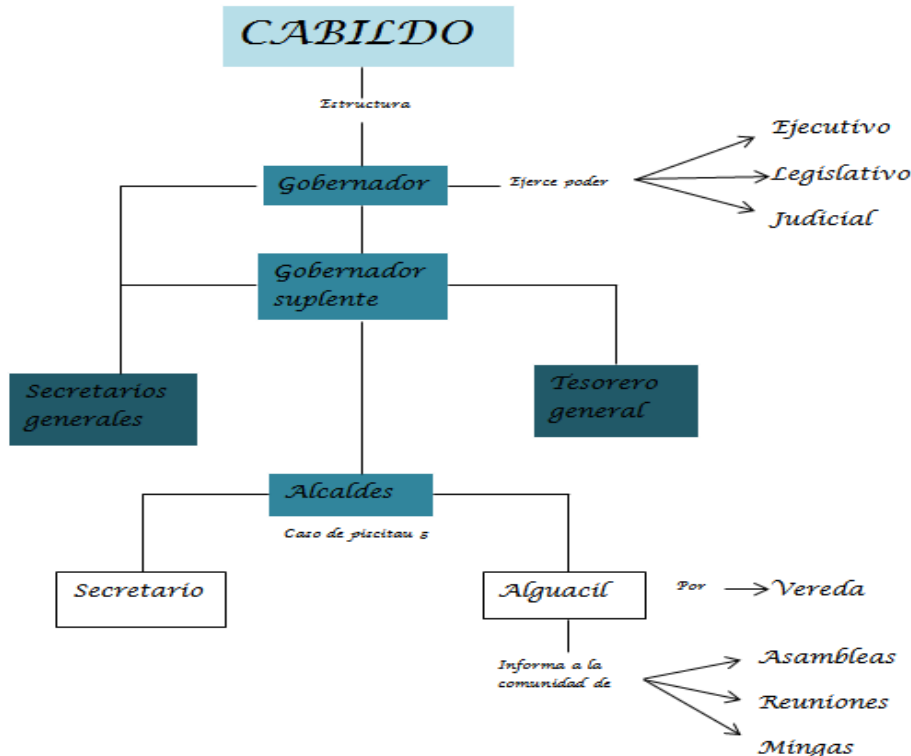 CABILDO
Estructura
Gobernador
Ejerce poder
Ejecutivo
Legislativo
Judicial
Gobernador
suplente
Secretarios
generales
Tesorero
general
Alcaldes
Caso de piscitau 5
Secretario
Alguacil
Por
Vereda
Informa a la
comunidad de
Asambleas
Reuniones
Mingas